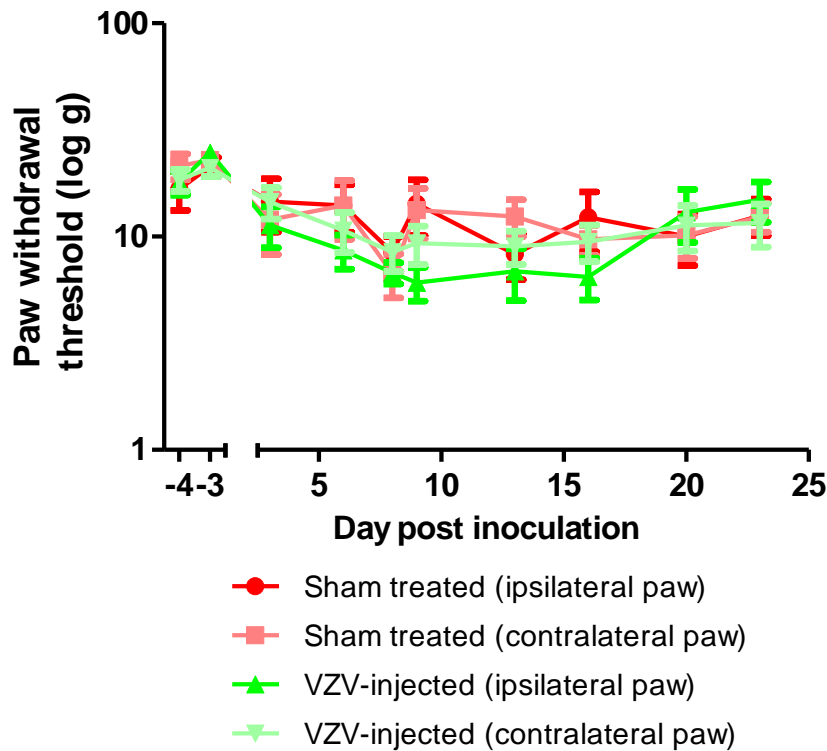 100
10
1
Paw withdrawal
threshold (log g)
-4 -3 5 10 15 20 25
Day post inoculation
Sham treated (ipsilateral paw)
Sham treated (contralateral paw)
VZV-injected (ipsilateral paw)
VZV-injected (contralateral paw)